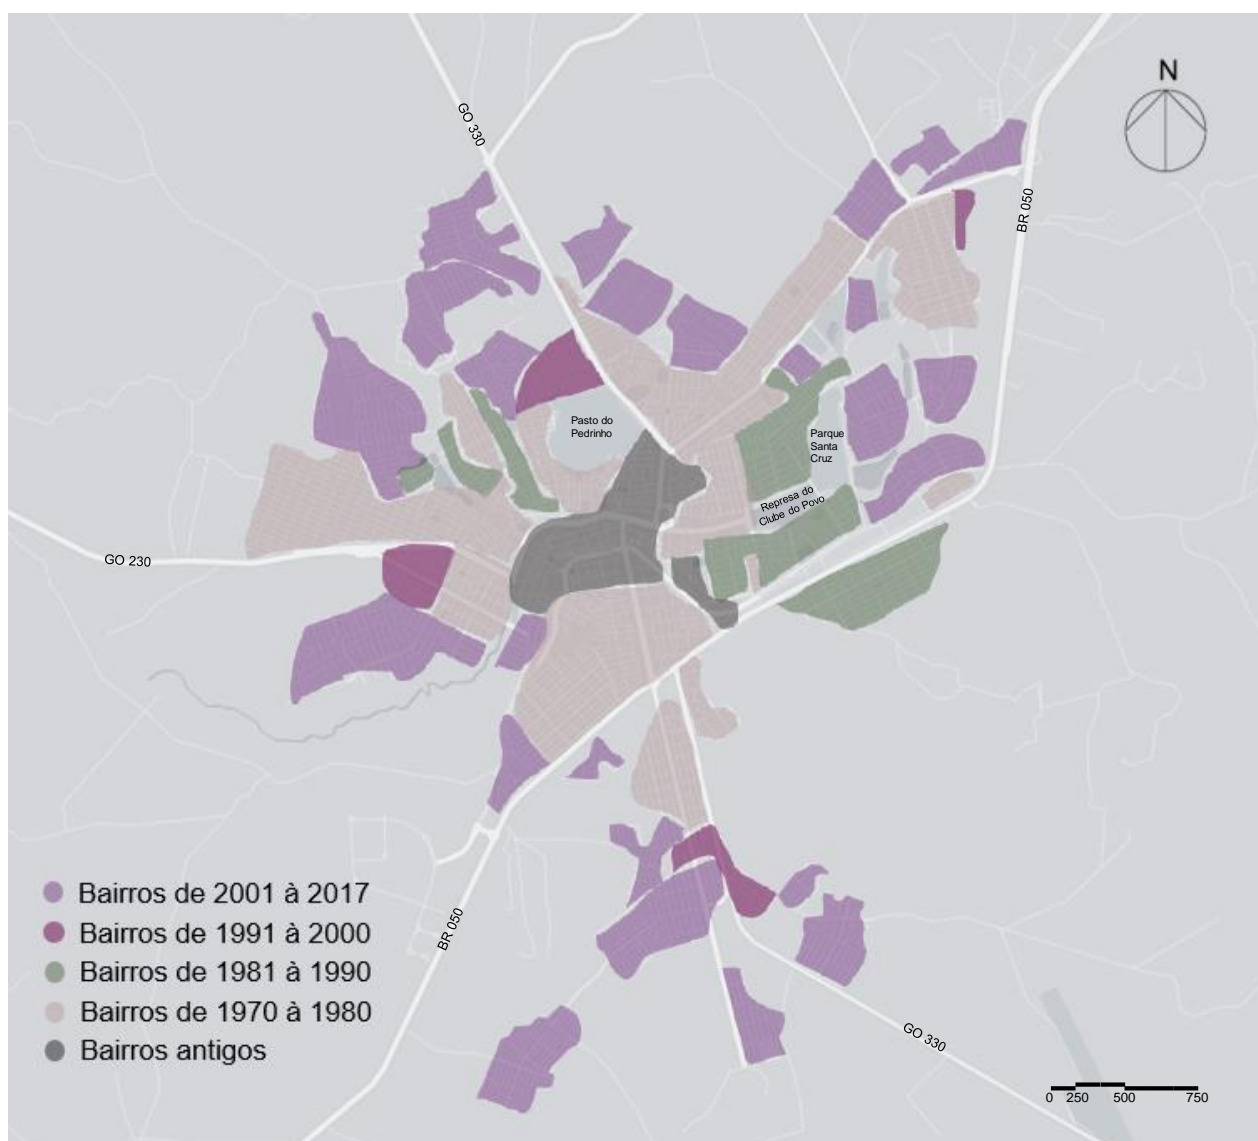 N
GO 330
BR 050
Pasto do
Pedrinho
Parque
Santa
Cruz
Represa do
Clube do Povo
GO 230
Bairros de 2001 à 2017
Bairros de 1991 à 2000
Bairros de 1981 à 1990
Bairros de 1970 à 1980
Bairros antigos
BR 050
GO 330
0 250 500 750